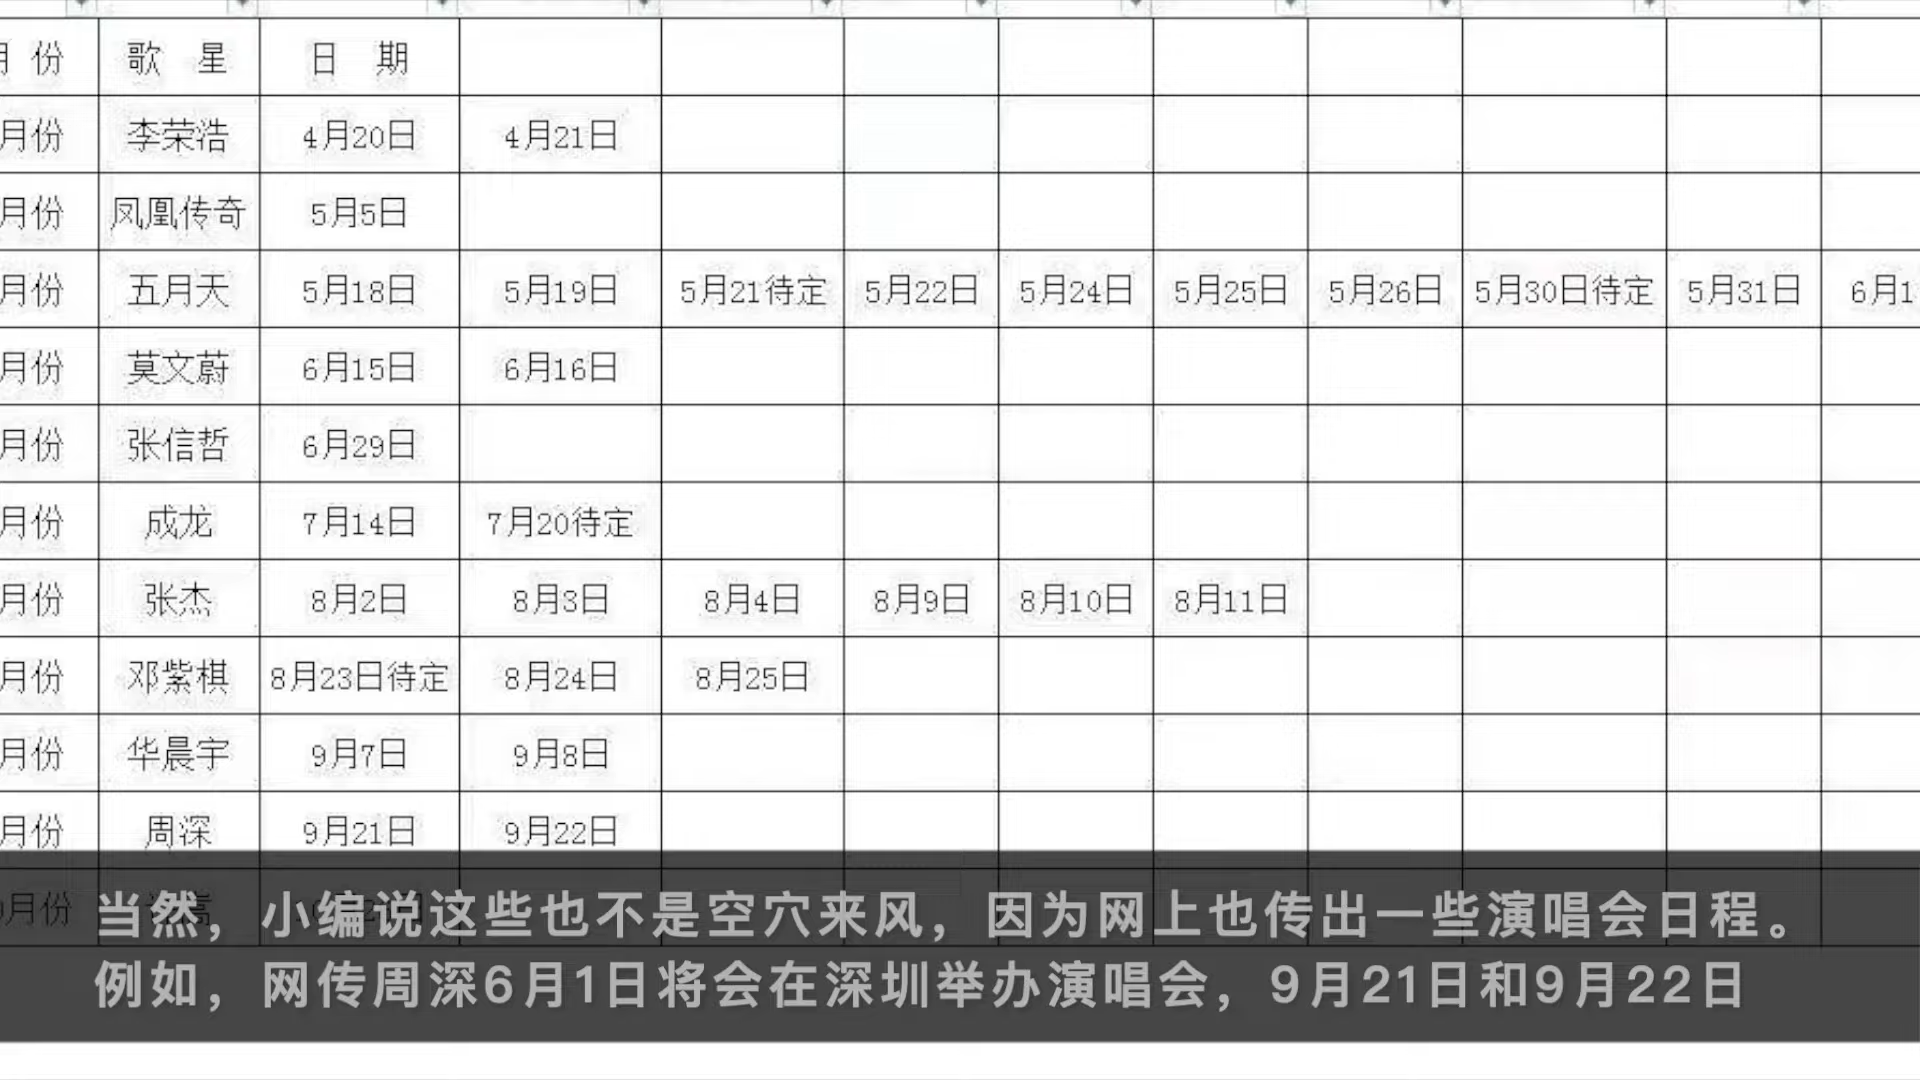 月 份 歌 星 日 期
月份 李荣浩 4月20日 4月21日
月份 凤凰传奇 5月5日
月份 五月天 5月18日 5月19日 5月21待定 5月22日 5月24日 5月25日 5月26日 5月30日待定 5月31日 6月1
月份 莫文蔚 6月15日 6月16日
月份 张信哲 6月29日
月份 成龙 7月14日 7月20待定
月份 张杰 8月2日 8月3日 8月4日 8月9日 8月10日 8月11日
月份 邓紫棋 8月23日待定 8月24日 8月25日
月份 华晨宇 9月7日 9月8日
月份 周深 9月21日 9月22日
月份
当然，小编说这些也不是空穴来风，因为网上也传出一些演唱会日程。
例如，网传周深6月1日将会在深圳举办演唱会，9月21日和9月22日